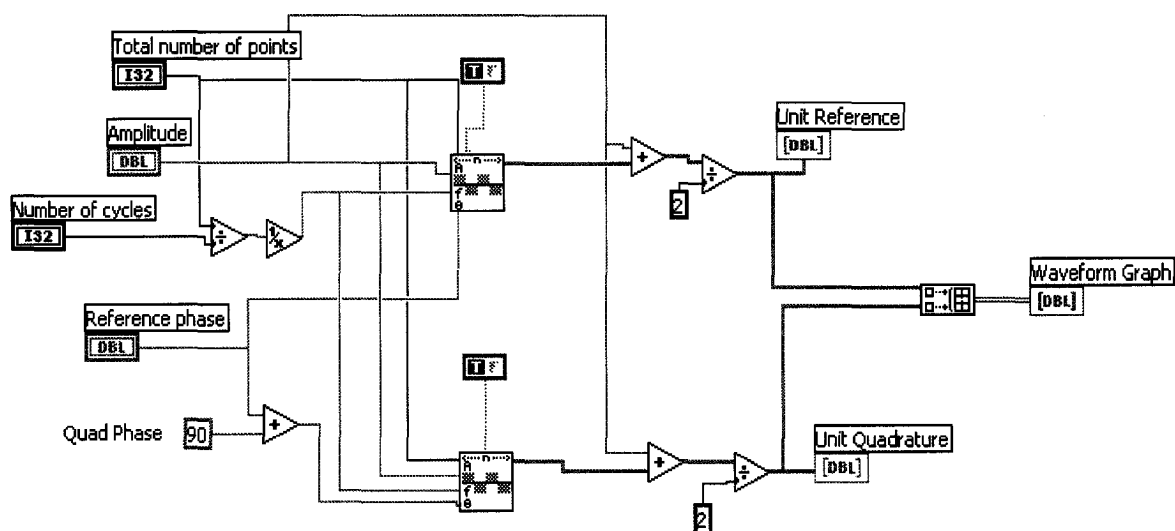 Total number of points
I32
T F
Amplitude
DBL
n
A
f
θ
Number of cycles
I32
÷
1/x
+
÷
2
Unit Reference
[DBL]
Waveform Graph
[DBL]
Reference phase
DBL
T F
Quad Phase 90
+
n
A
f
θ
+
÷
2
Unit Quadrature
[DBL]